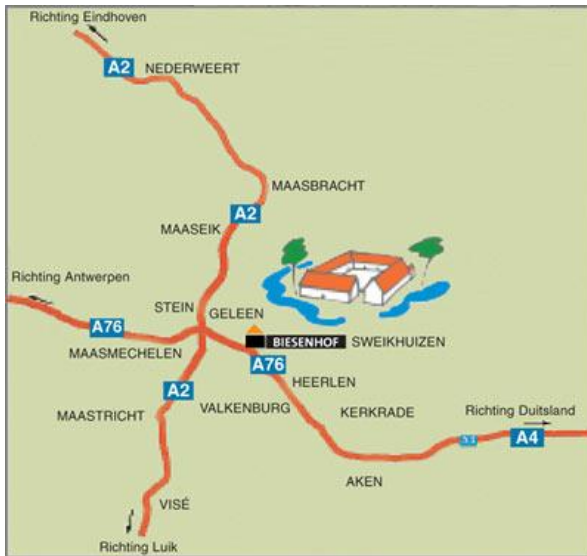 Richting Eindhoven
A2
NEDERWEERT
MAASBRACHT
A2
MAASEIK
Richting Antwerpen
STEIN
GELEEN
A76
BIESENHOF
SWEIKHUIZEN
MAASMECHELEN
A76
A2
HEERLEN
VALKENBURG
MAASTRICHT
KERKRADE
Richting Duitsland
A4
AKEN
VISÉ
Richting Luik